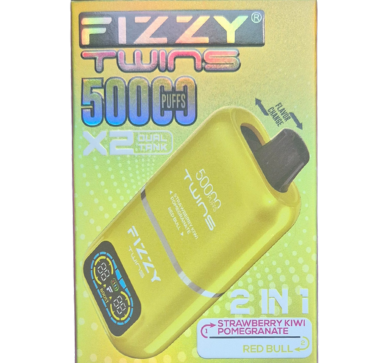 FIZZY®
TWINS
50000 PUFFS
X2 DUAL TANK
FLAVOR CHANGE
50000
TWINS
FIZZY
2 IN 1
1 STRAWBERRY KIWI
POMEGRANATE
RED BULL